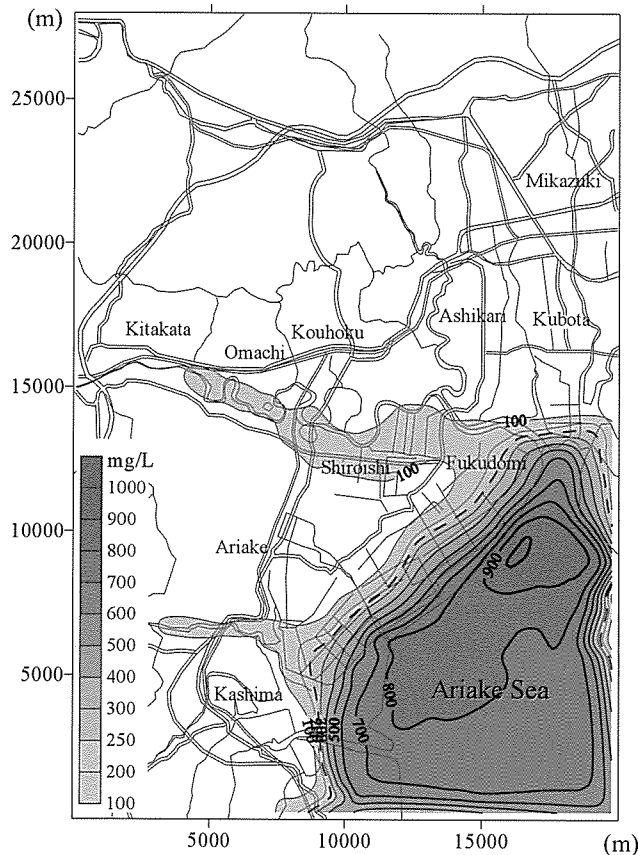 (m)
25000
20000
15000
10000
5000
Mikazuki
Kitakata
Omachi
Kouhoku
Ashikari
Kubota
100
Shiroishi
100
Fukudomi
Ariake
900
Kashima
800
Ariake Sea
500
700
mg/L
1000
900
800
700
600
500
400
300
250
200
100
5000
10000
15000
(m)